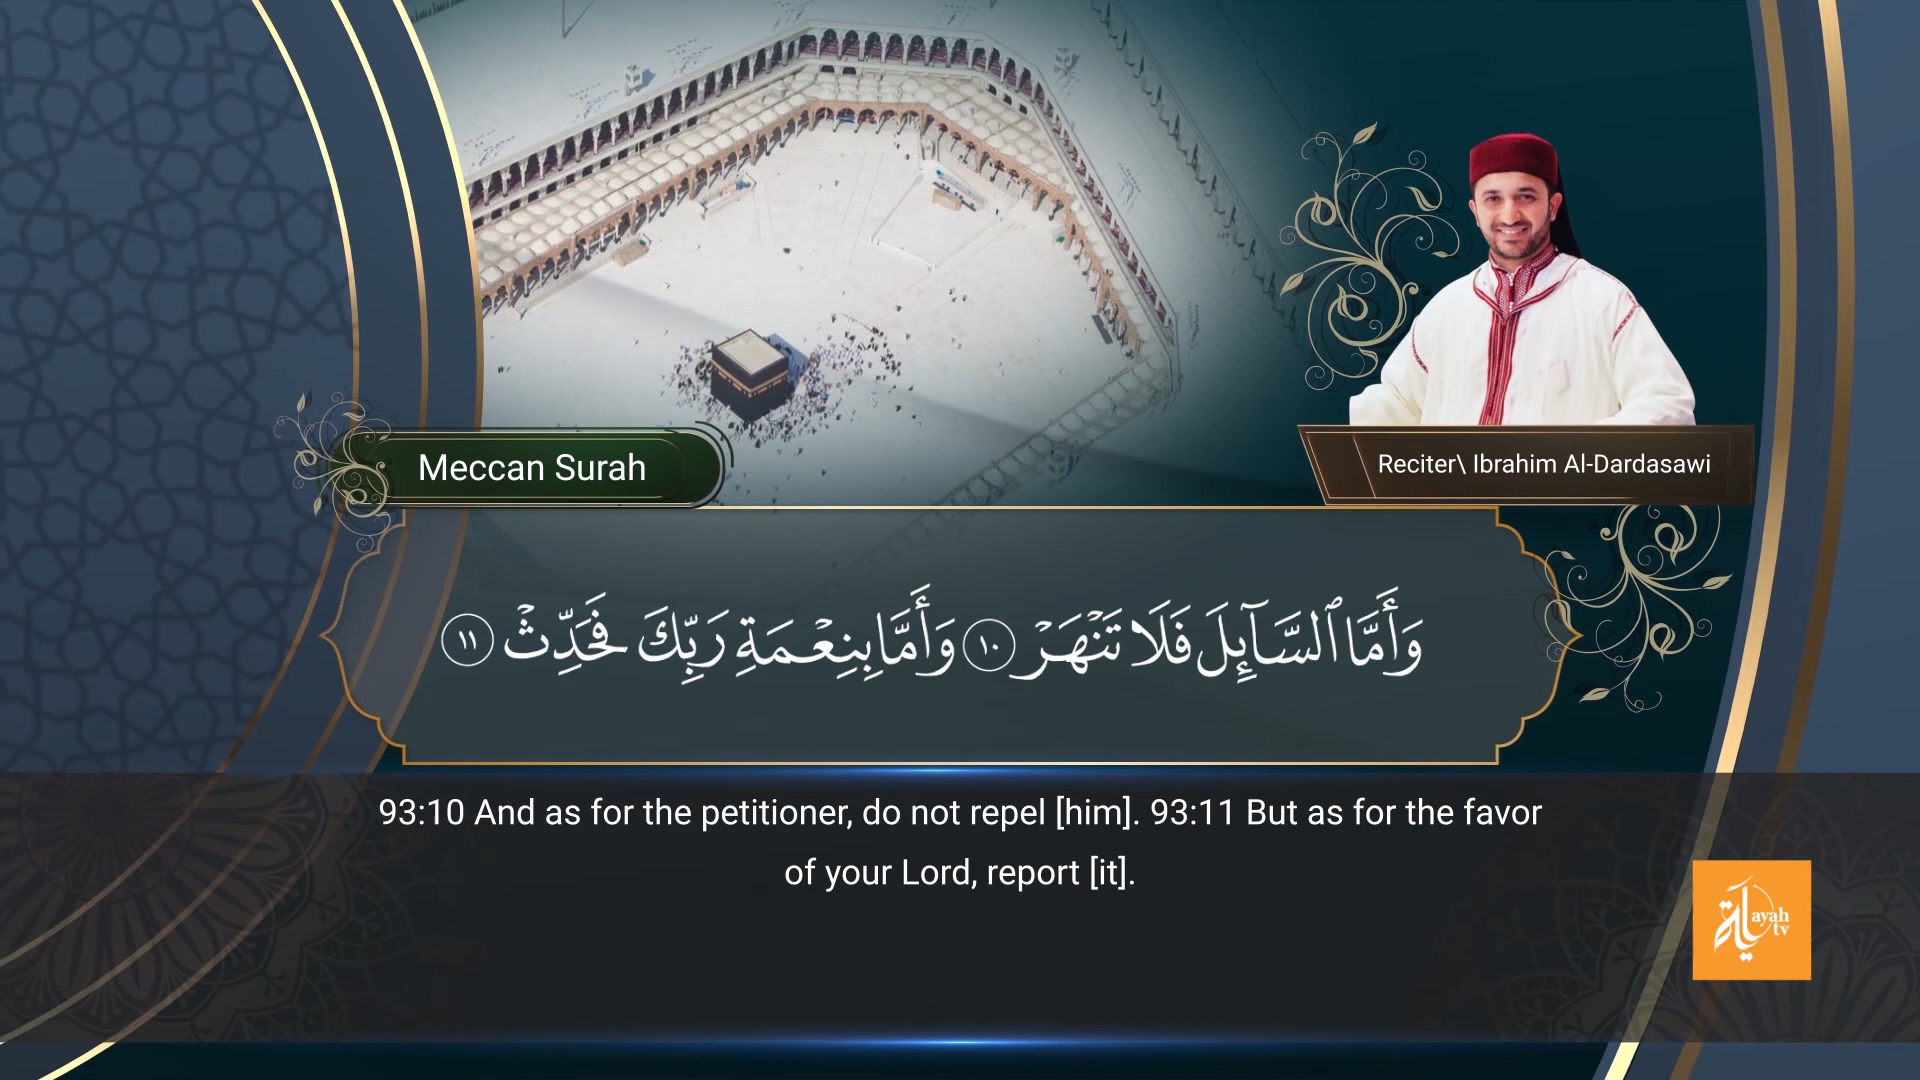 Meccan Surah
Reciter\ Ibrahim Al-Dardasawi
وَأَمَّا ٱلسَّآئِلَ فَلَا تَنْهَرْ ١٠ وَأَمَّا بِنِعْمَةِ رَبِّكَ فَحَدِّثْ ١١
93:10 And as for the petitioner, do not repel [him]. 93:11 But as for the favor
of your Lord, report [it].
آية
ayah
tv